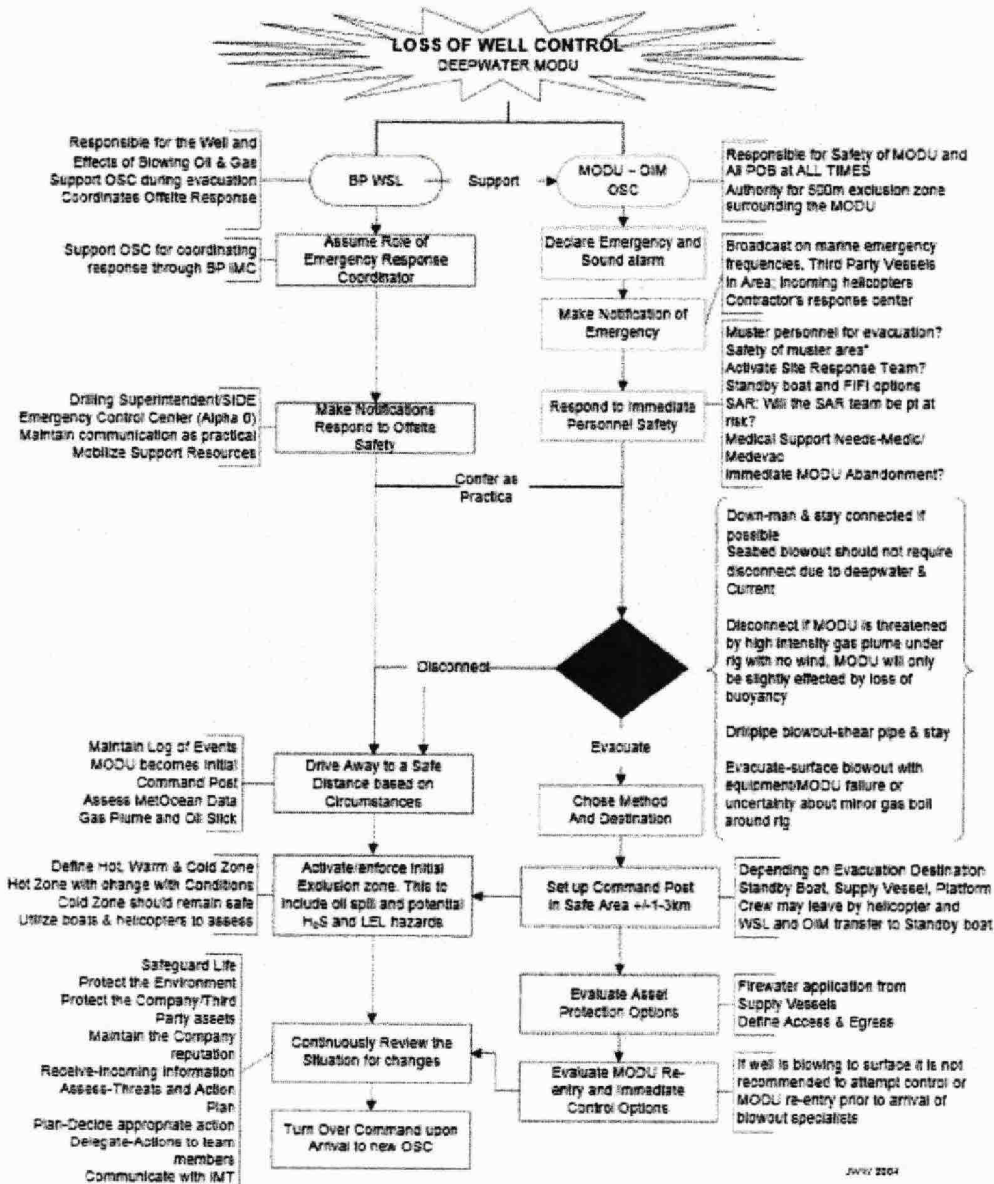 LOSS OF WELL CONTROL
DEEPWATER MODU
Responsible for the Well and
Effects of Blowing Oil & Gas
Support OSC during evacuation
Coordinates Offsite Response
BP WSL
Support
MODU – OIM
OSC
Responsible for Safety of MODU and
All POB at ALL TIMES
Authority for 500m exclusion zone
surrounding the MODU
Support OSC for coordinating
response through BP IMC
Assume Role of
Emergency Response
Coordinator
Declare Emergency and
Sound alarm
Broadcast on marine emergency
frequencies, Third Party Vessels
in Area; Incoming helicopters
Contractor's response center
Make Notification of
Emergency
Muster personnel for evacuation?
Safety of muster area*
Activate Site Response Team?
Standby boat and FIFI options
SAR: Will the SAR team be pt at
risk?
Medical Support Needs-Medic/
Medevac
Immediate MODU Abandonment?
Drilling Superintendent/SIDE
Emergency Control Center (Alpha 0)
Maintain communication as practical
Mobilize Support Resources
Make Notifications
Respond to Offsite
Safety
Respond to Immediate
Personnel Safety
Confer as
Practica
Down-man & stay connected if
possible
Seabed blowout should not require
disconnect due to deepwater &
Current
Disconnect if MODU is threatened
by high intensity gas plume under
rig with no wind, MODU will only
be slightly effected by loss of
buoyancy
Drillpipe blowout-shear pipe & stay
Evacuate-surface blowout with
equipment/MODU failure or
uncertainty about minor gas boil
around rig
Disconnect
Evacuate
Maintain Log of Events
MODU becomes Initial
Command Post
Assess MetOcean Data
Gas Plume and Oil Slick
Drive Away to a Safe
Distance based on
Circumstances
Chose Method
And Destination
Define Hot, Warm & Cold Zone
Hot Zone with change with Conditions
Cold Zone should remain safe
Utilize boats & helicopters to assess
Activate/enforce Initial
Exclusion zone. This to
include oil spill and potential
H₂S and LEL hazards
Set up Command Post
in Safe Area +/-1-3km
Depending on Evacuation Destination
Standby Boat, Supply Vessel, Platform
Crew may leave by helicopter and
WSL and OIM transfer to Standby boat
Safeguard Life
Protect the Environment
Protect the Company/Third
Party assets
Maintain the Company
reputation
Receive-Incoming Information
Assess-Threats and Action
Plan
Plan-Decide appropriate action
Delegate-Actions to team
members
Communicate with IMT
Continuously Review the
Situation for changes
Evaluate Asset
Protection Options
Firewater application from
Supply Vessels
Define Access & Egress
Evaluate MODU Re-
entry and Immediate
Control Options
If well is blowing to surface it is not
recommended to attempt control or
MODU re-entry prior to arrival of
blowout specialists
Turn Over Command upon
Arrival to new OSC
2004